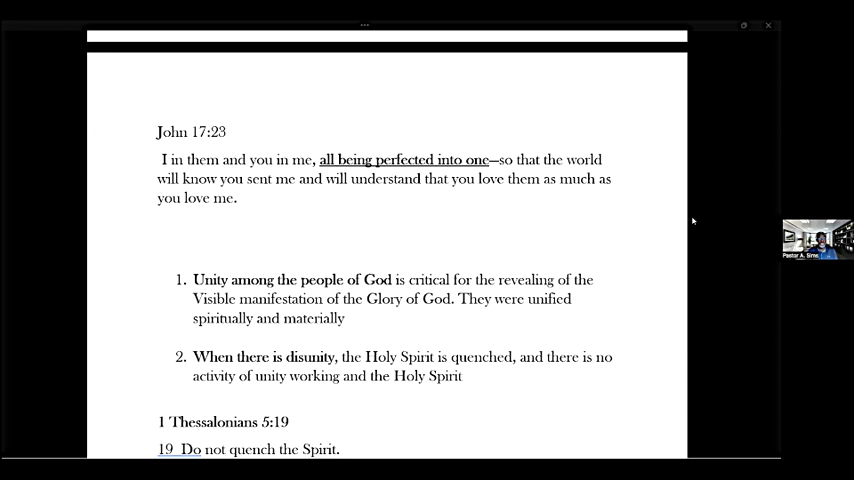 John 17:23
I in them and you in me, all being perfected into one—so that the world
will know you sent me and will understand that you love them as much as
you love me.
1. Unity among the people of God is critical for the revealing of the
Visible manifestation of the Glory of God. They were unified
spiritually and materially
2. When there is disunity, the Holy Spirit is quenched, and there is no
activity of unity working and the Holy Spirit
1 Thessalonians 5:19
19 Do not quench the Spirit.
Pastor A. Sims